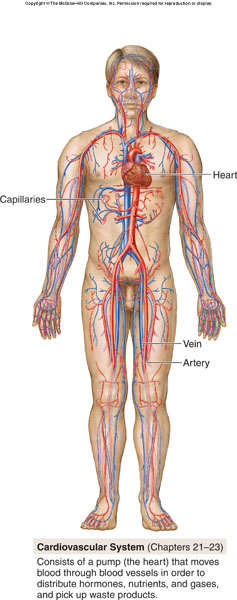 Copyright © The McGraw-Hill Companies, Inc. Permission required for reproduction or display.
Heart
Capillaries
Vein
Artery
Cardiovascular System (Chapters 21–23)
Consists of a pump (the heart) that moves
blood through blood vessels in order to
distribute hormones, nutrients, and gases,
and pick up waste products.